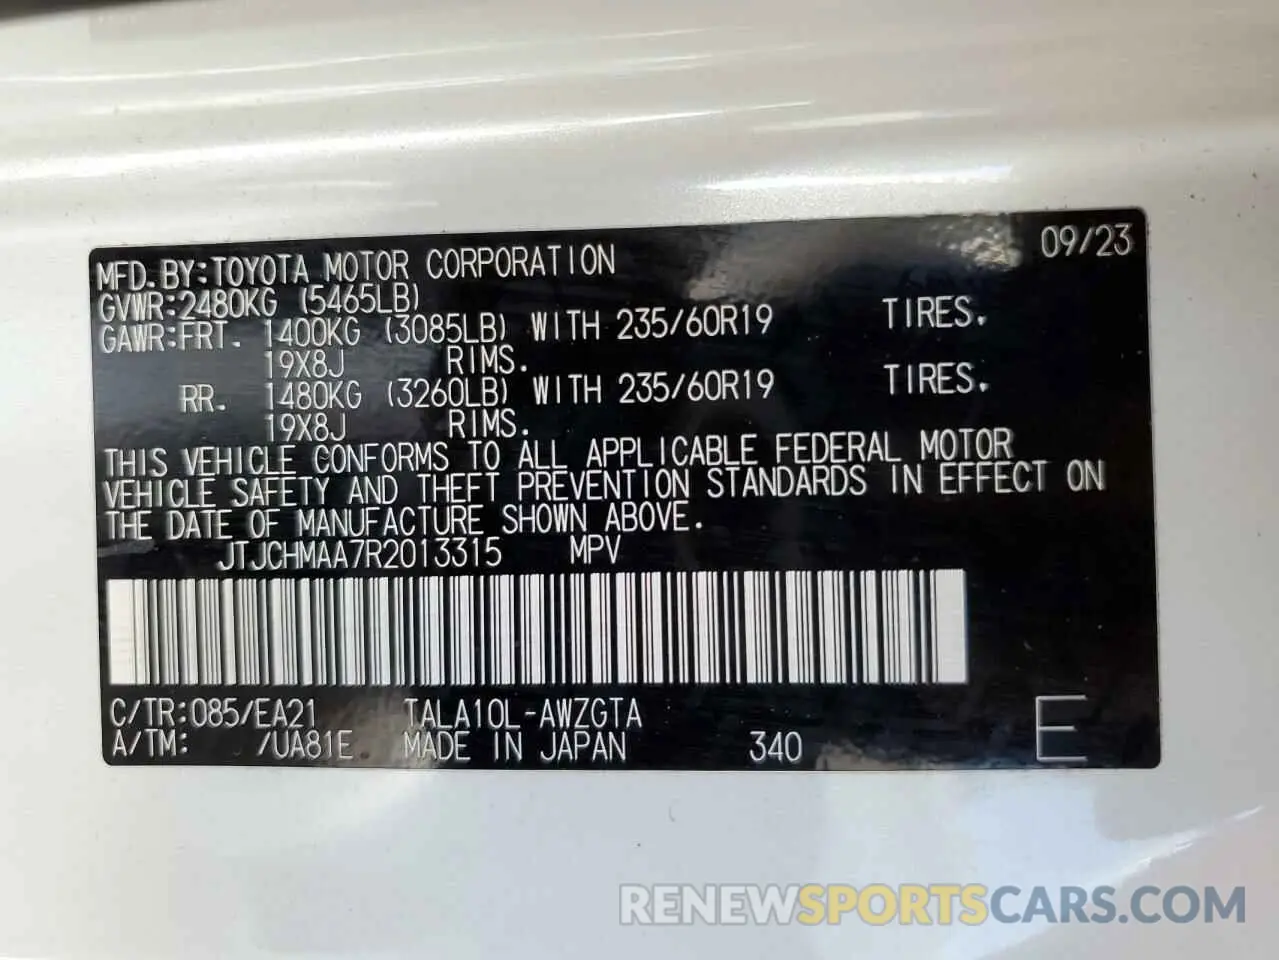 09/23
MFD. BY:TOYOTA MOTOR CORPORATION
GVWR:2480KG (5465LB)
GAWR:FRT. 1400KG (3085LB) WITH 235/60R19 TIRES.
19X8J RIMS.
RR. 1480KG (3260LB) WITH 235/60R19 TIRES.
19X8J RIMS.
THIS VEHICLE CONFORMS TO ALL APPLICABLE FEDERAL MOTOR
VEHICLE SAFETY AND THEFT PREVENTION STANDARDS IN EFFECT ON
THE DATE OF MANUFACTURE SHOWN ABOVE.
JTJCHMAA7R2013315 MPV
C/TR:085/EA21 TALA10L-AWZGTA
A/TM: /UA81E MADE IN JAPAN 340 E
RENEWSPORTSCARS.COM